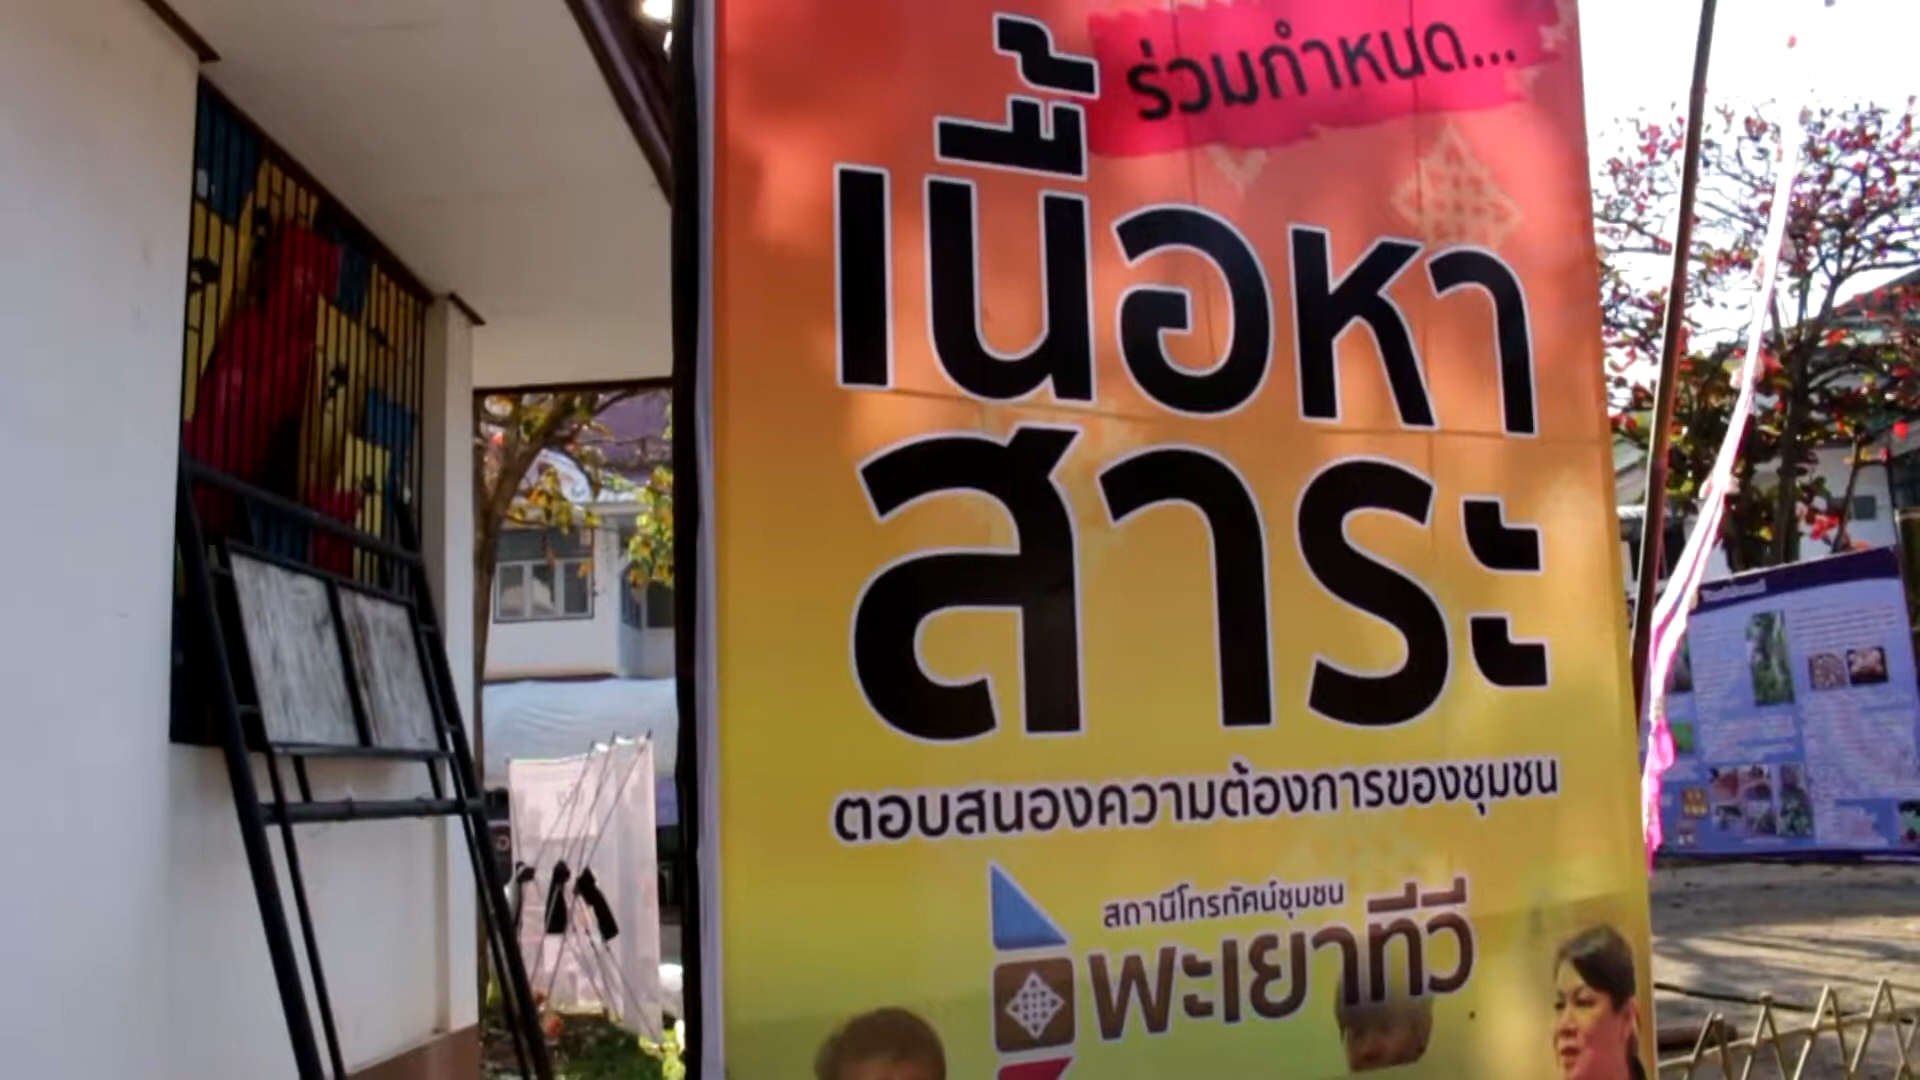 ร่วมกำหนด...
เนื้อหา
สาระ
ตอบสนองความต้องการของชุมชน
สถานีโทรทัศน์ชุมชน
พะเยาทีวี